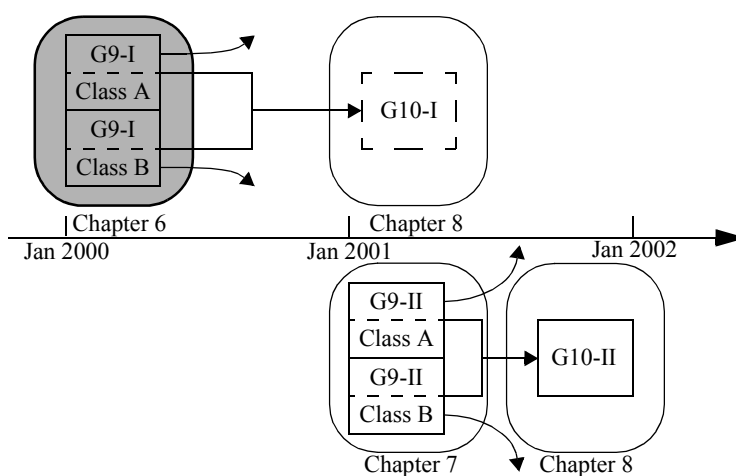 G9-I
Class A
G9-I
Class B
G10-I
Chapter 6
Chapter 8
Jan 2000
Jan 2001
Jan 2002
G9-II
Class A
G9-II
Class B
G10-II
Chapter 7
Chapter 8